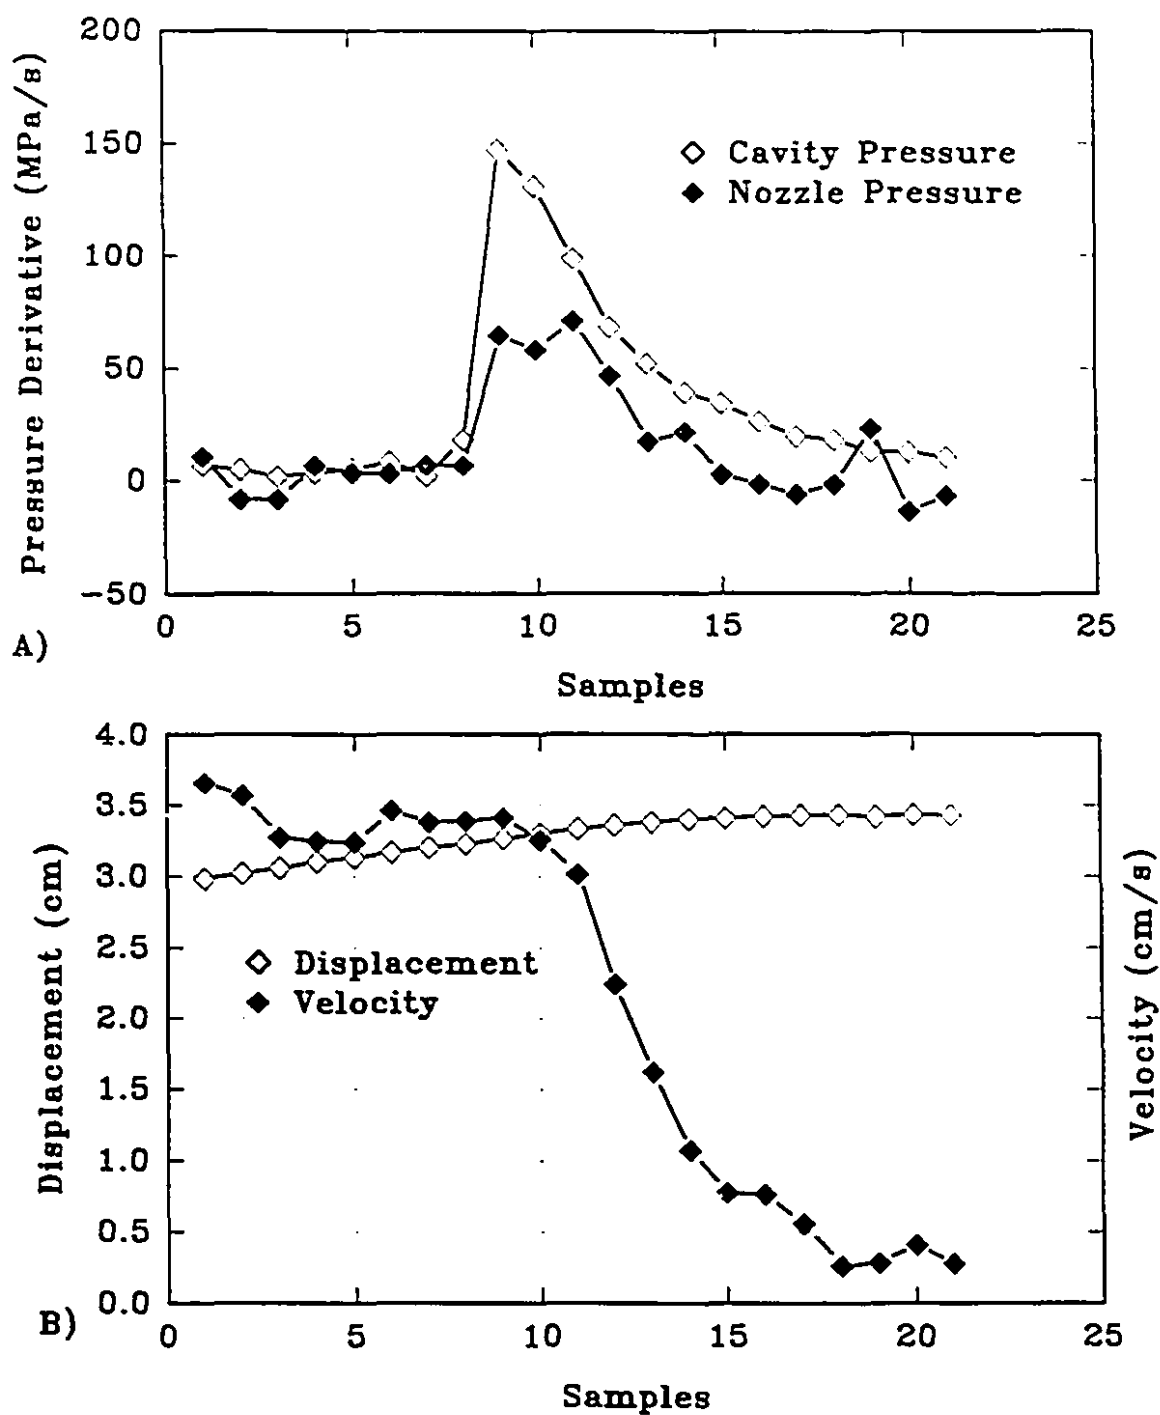 200
150
100
50
0
-50
Pressure Derivative (MPa/s)
Cavity Pressure
Nozzle Pressure
0 5 10 15 20 25
A)
Samples
4.0
3.5
3.0
2.5
2.0
1.5
1.0
0.5
0.0
Displacement (cm)
Displacement
Velocity
Velocity (cm/s)
B)
0 5 10 15 20 25
Samples